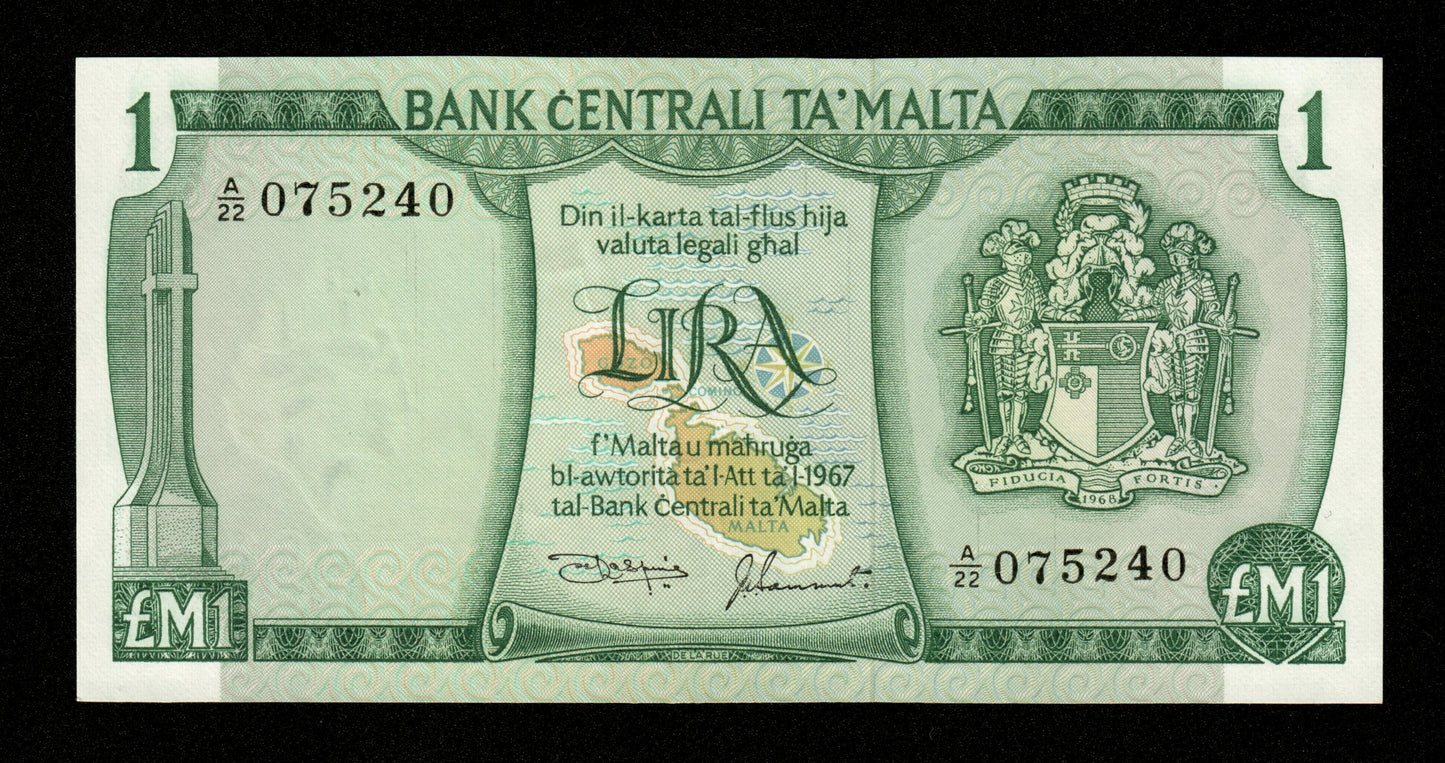 1 BANK ĊENTRALI TA' MALTA 1
A/22 075240
Din il-karta tal-flus hija
valuta legali għal
LIRA
GĦAWDEX
f'Malta u maħruġa
bl-awtorità ta' l-Att ta' l-1967
tal-Bank Ċentrali ta' Malta
MALTA
FIDUCIA FORTIS
1968
A/22 075240
£M1
£M1
DE LA RUE